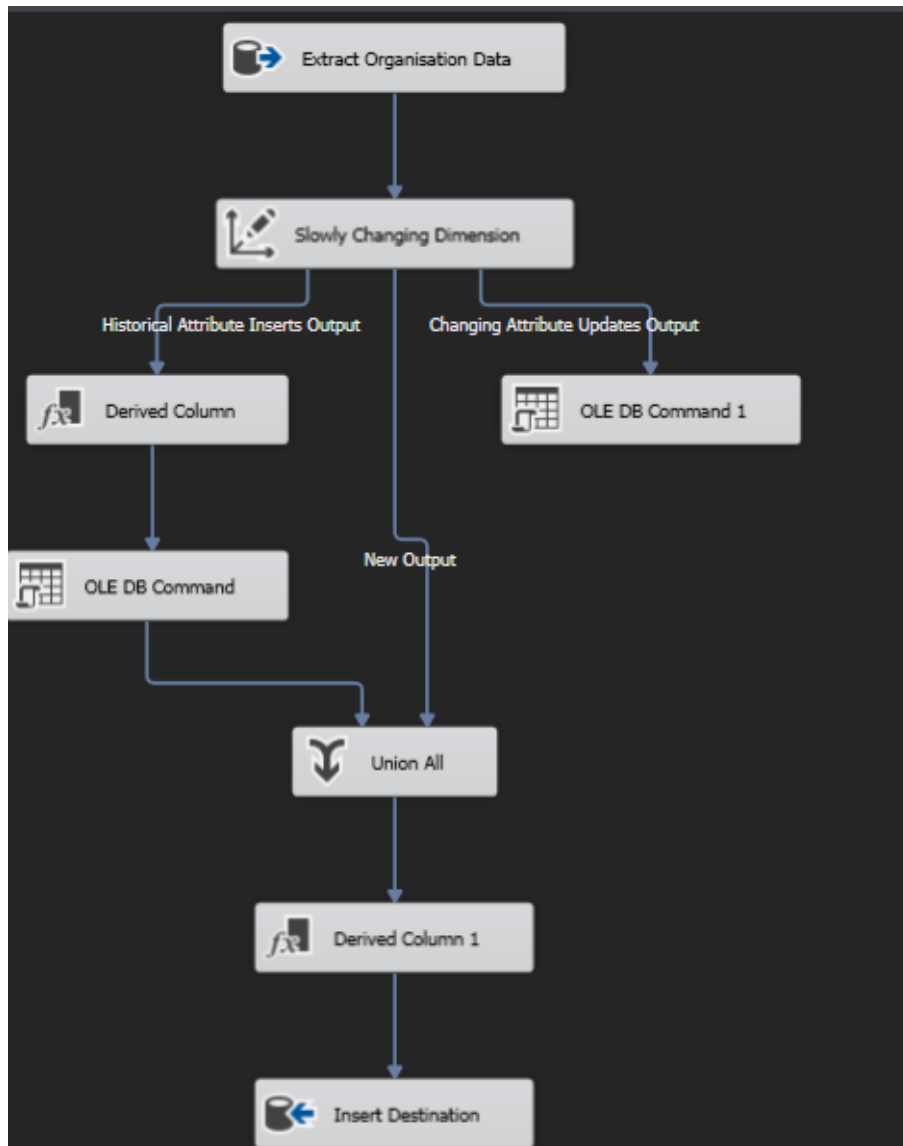 Extract Organisation Data
Slowly Changing Dimension
Historical Attribute Inserts Output
Changing Attribute Updates Output
Derived Column
OLE DB Command 1
New Output
OLE DB Command
Union All
Derived Column 1
Insert Destination